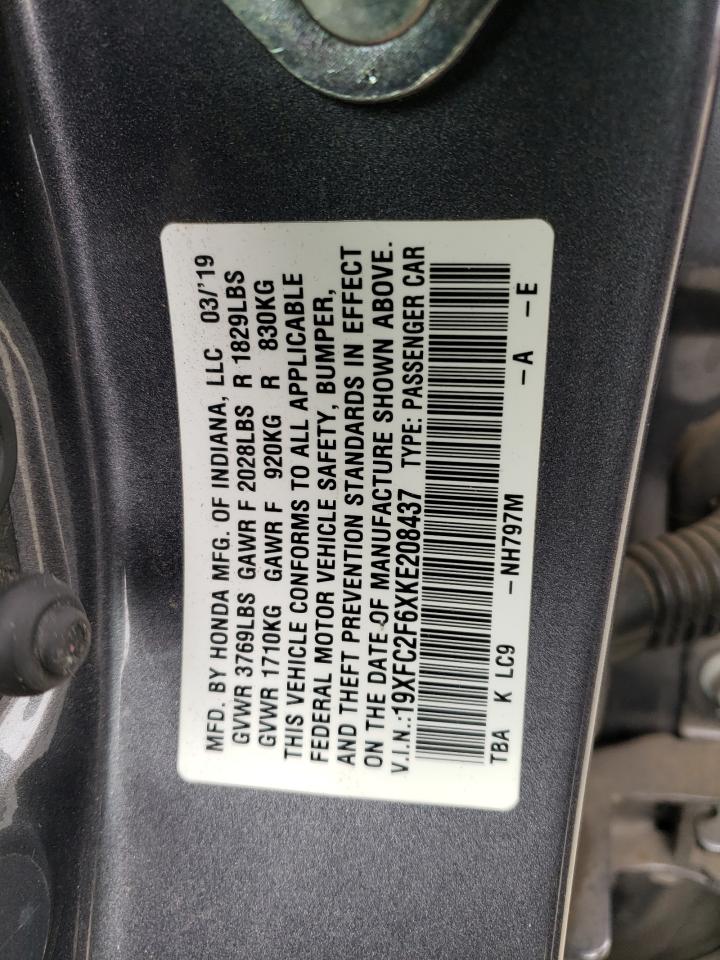 MFD. BY HONDA MFG. OF INDIANA, LLC 03/'19
GVWR 3769LBS GAWR F 2028LBS R 1829LBS
GVWR 1710KG GAWR F 920KG R 830KG
THIS VEHICLE CONFORMS TO ALL APPLICABLE
FEDERAL MOTOR VEHICLE SAFETY, BUMPER,
AND THEFT PREVENTION STANDARDS IN EFFECT
ON THE DATE OF MANUFACTURE SHOWN ABOVE.
V.I.N.:19XFC2F6XKE208437 TYPE: PASSENGER CAR
TBA K LC9 -NH797M -A -E